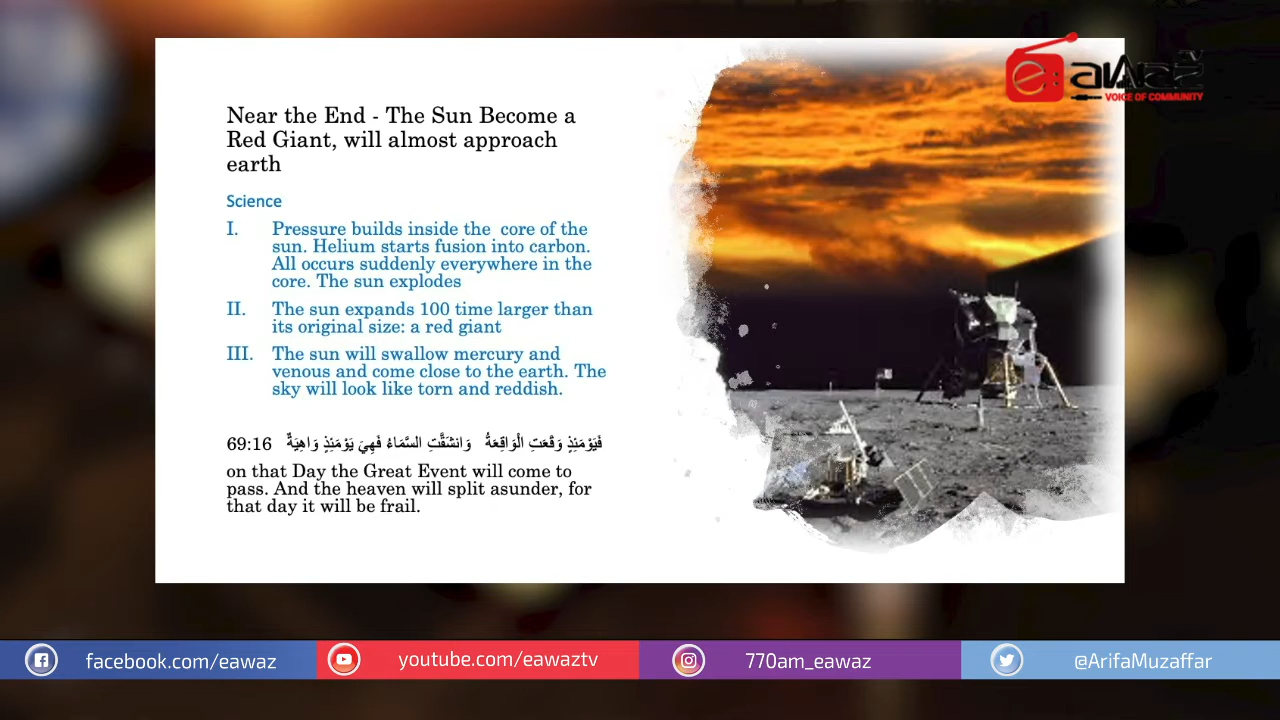 eaWaz TV
VOICE OF COMMUNITY
Near the End - The Sun Become a
Red Giant, will almost approach
earth
Science
I. Pressure builds inside the core of the
sun. Helium starts fusion into carbon.
All occurs suddenly everywhere in the
core. The sun explodes
II. The sun expands 100 time larger than
its original size: a red giant
III. The sun will swallow mercury and
venous and come close to the earth. The
sky will look like torn and reddish.
69:16 فَيَوْمَئِذٍ وَقَعَتِ الْوَاقِعَةُ وَانشَقَّتِ السَّمَاءُ فَهِيَ يَوْمَئِذٍ وَاهِيَةٌ
on that Day the Great Event will come to
pass. And the heaven will split asunder, for
that day it will be frail.
facebook.com/eawaz
youtube.com/eawaztv
770am_eawaz
@ArifaMuzaffar